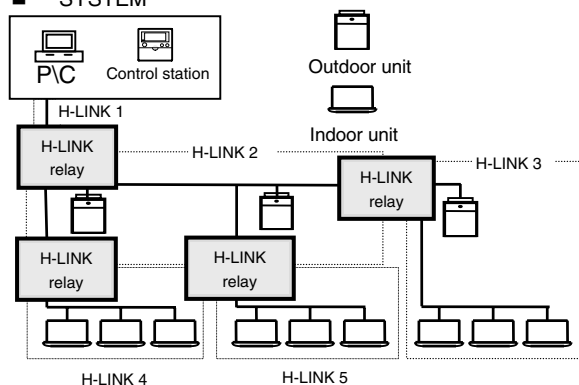 ■ SYSTEM
P\C
Control station
Outdoor unit
Indoor unit
H-LINK 1
H-LINK
relay
H-LINK 2
H-LINK
relay
H-LINK 3
H-LINK
relay
H-LINK
relay
H-LINK 4
H-LINK 5